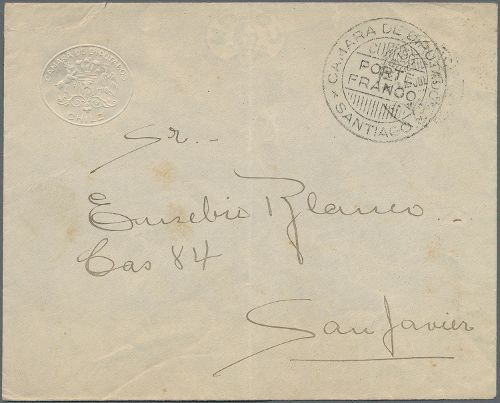 CAMARA DE DIPUTADOS
CHILE
CAMARA DE DIPUTADOS
PORTE
FRANCO
SANTIAGO
Sr.-
Eusebio Blanco
Cas 84
San Javier